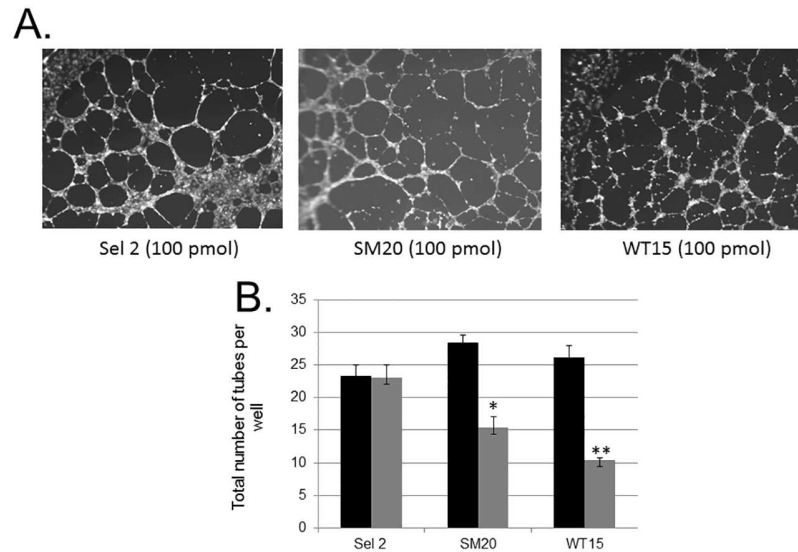 A.
Sel 2 (100 pmol)
SM20 (100 pmol)
WT15 (100 pmol)
B.
Total number of tubes per
well
35
30
25
20
15
10
5
0
*
**
Sel 2
SM20
WT15